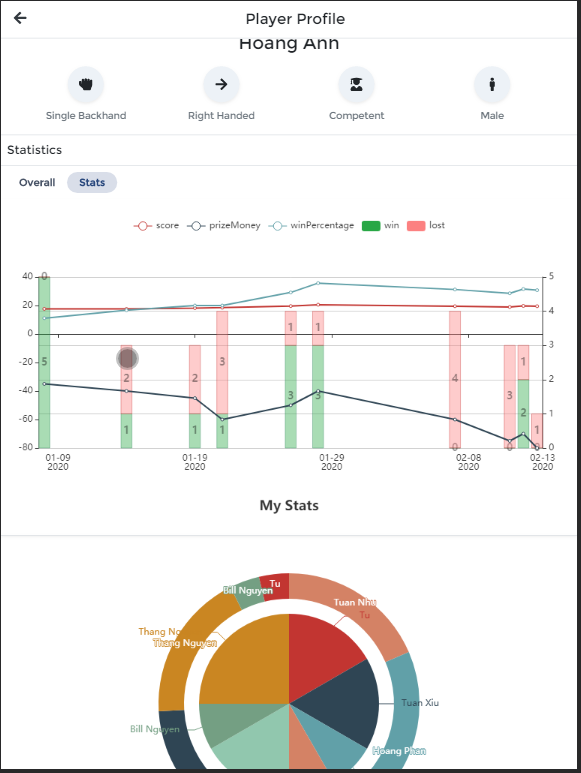 Player Profile
Hoang Anh
Single Backhand
Right Handed
Competent
Male
Statistics
Overall Stats
score prizeMoney winPercentage win lost
40
20
0
-20
-40
-60
-80
5
4
3
2
1
0
0
5
2
1
2
1
3
1
1
3
1
3
4
0
3
0
1
2
1
0
01-09
2020
01-19
2020
01-29
2020
02-08
2020
02-13
2020
My Stats
Tu
Bill Nguyen
Tuan Nhu
Tu
Thang Ng
Thang Nguyen
Tuan Xiu
Bill Nguyen
Hoang Phan